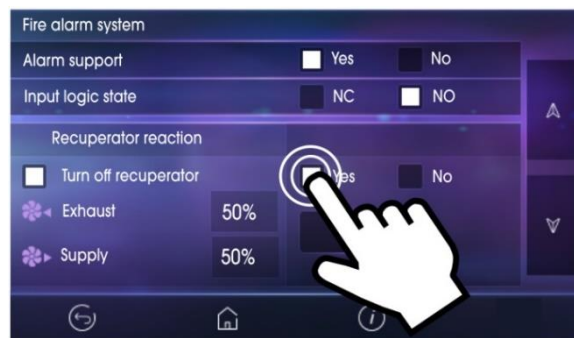 Fire alarm system
Alarm support Yes No
Input logic state NC NO
Recuperator reaction
Turn off recuperator Yes No
Exhaust 50%
Supply 50%
i